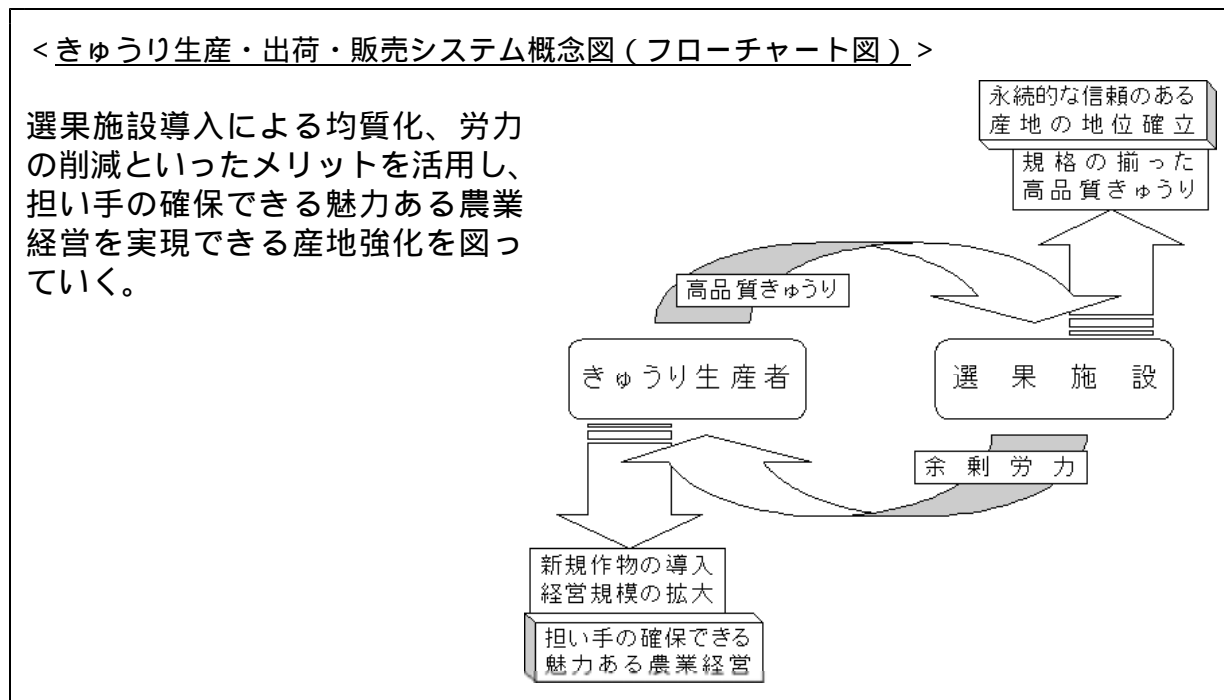 <きゅうり生産・出荷・販売システム概念図(フローチャート図)>
選果施設導入による均質化、労力
の削減といったメリットを活用し、
担い手の確保できる魅力ある農業
経営を実現できる産地強化を図っ
ていく。
永続的な信頼のある
産地の地位確立
規格の揃った
高品質きゅうり
高品質きゅうり
きゅうり生産者
選果施設
余剰労力
新規作物の導入
経営規模の拡大
担い手の確保できる
魅力ある農業経営